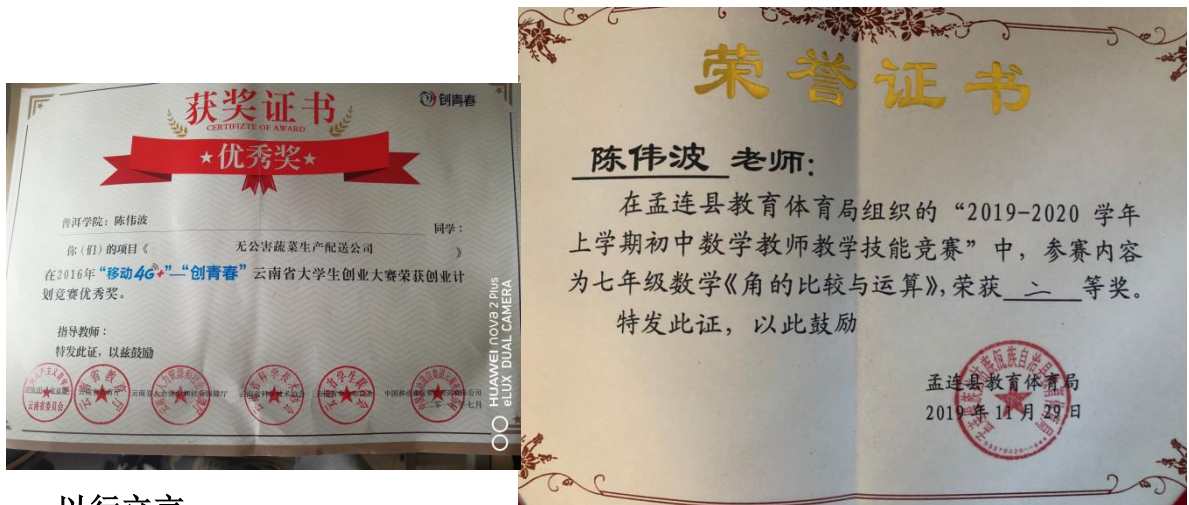 获奖证书
CERTIFIZTE OF AWARD
创青春
★优秀奖★
普洱学院：陈伟波
同学：
你（们）的项目《 无公害蔬菜生产配送公司 》
在2016年“移动4G+”—“创青春”云南省大学生创业大赛荣获创业计
划竞赛优秀奖。
指导教师：
特发此证，以兹鼓励
HUAWEI nova 2 Plus
eLUX DUAL CAMERA
荣誉证书
陈伟波 老师：
在孟连县教育体育局组织的“2019-2020 学年
上学期初中数学教师教学技能竞赛”中，参赛内容
为七年级数学《角的比较与运算》，荣获 二 等奖。
特发此证，以此鼓励
孟连县教育体育局
2019 年 11 月 29 日